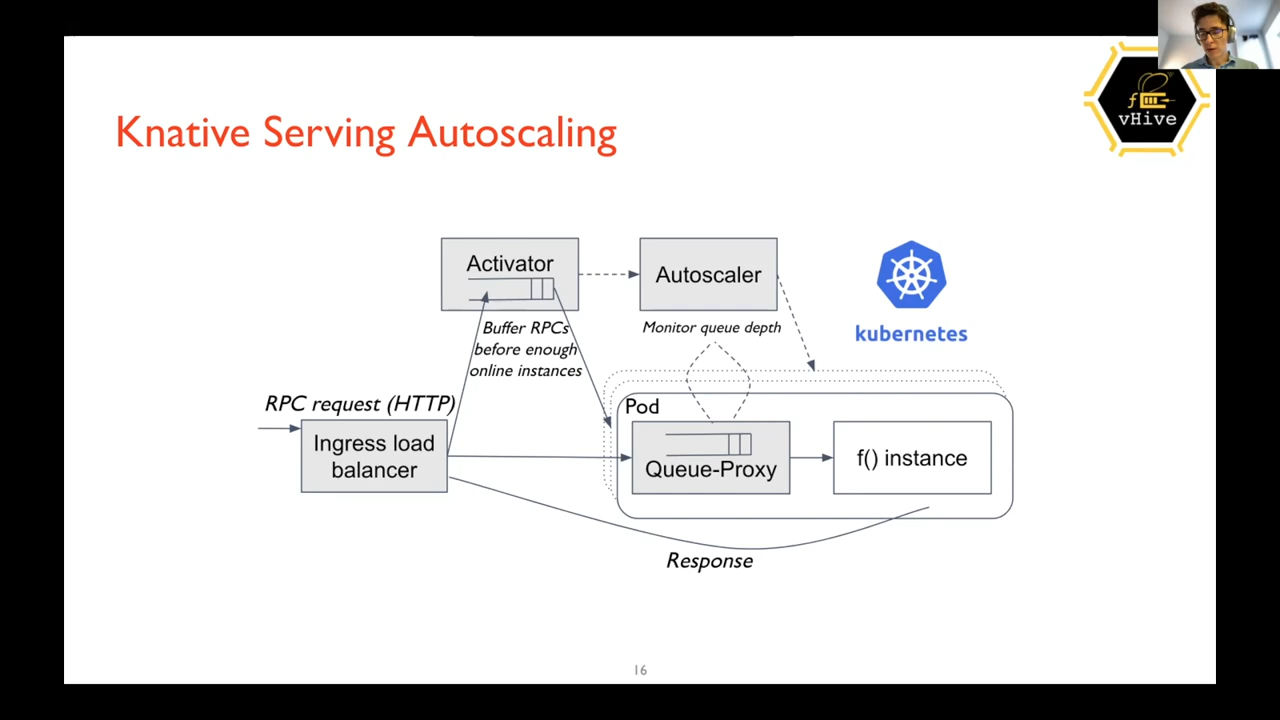 Knative Serving Autoscaling
f
vHive
Activator
Autoscaler
Buffer RPCs
before enough
online instances
Monitor queue depth
kubernetes
RPC request (HTTP)
Ingress load
balancer
Pod
Queue-Proxy
f() instance
Response
16